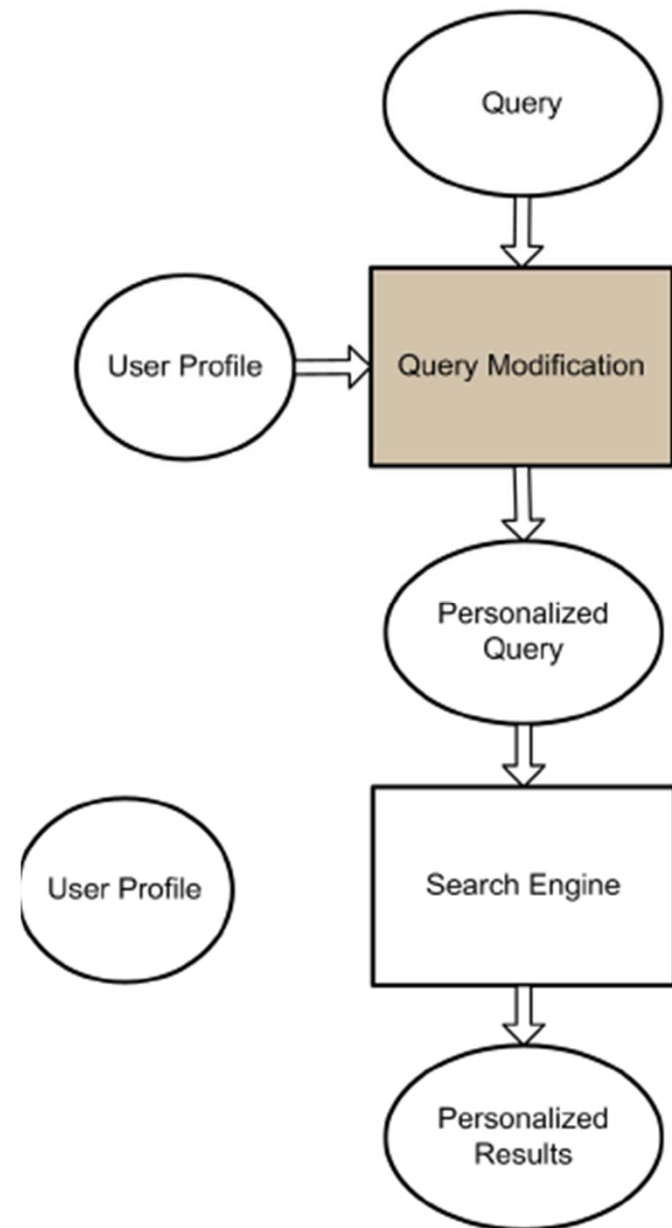 Query
User Profile
Query Modification
Personalized
Query
User Profile
Search Engine
Personalized
Results